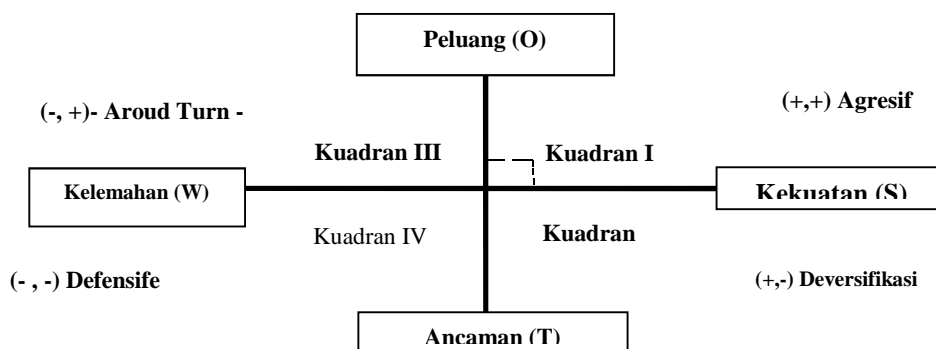 Peluang (O)
(-, +)- Aroud Turn -
(+,+) Agresif
Kuadran III
Kuadran I
Kelemahan (W)
Kekuatan (S)
Kuadran IV
Kuadran
(- , -) Defensife
(+,-) Deversifikasi
Ancaman (T)